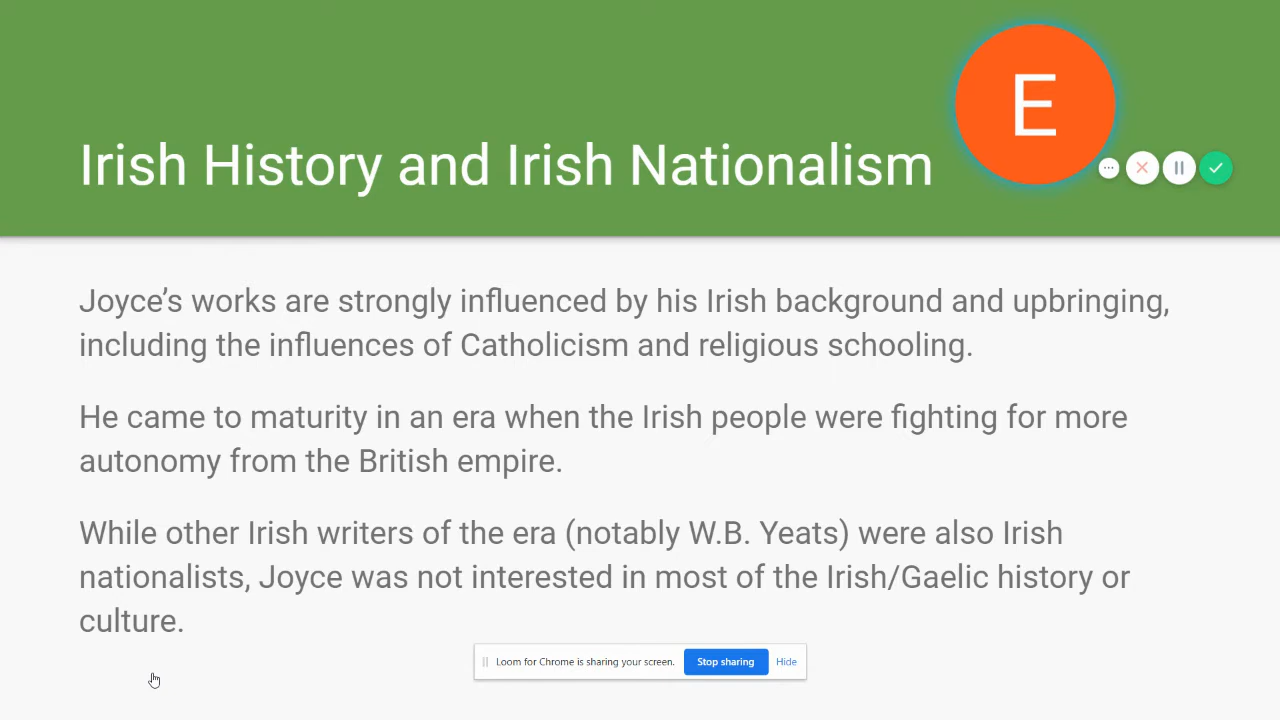 E
Irish History and Irish Nationalism
Joyce’s works are strongly influenced by his Irish background and upbringing,
including the influences of Catholicism and religious schooling.
He came to maturity in an era when the Irish people were fighting for more
autonomy from the British empire.
While other Irish writers of the era (notably W.B. Yeats) were also Irish
nationalists, Joyce was not interested in most of the Irish/Gaelic history or
culture.
Loom for Chrome is sharing your screen. Stop sharing Hide